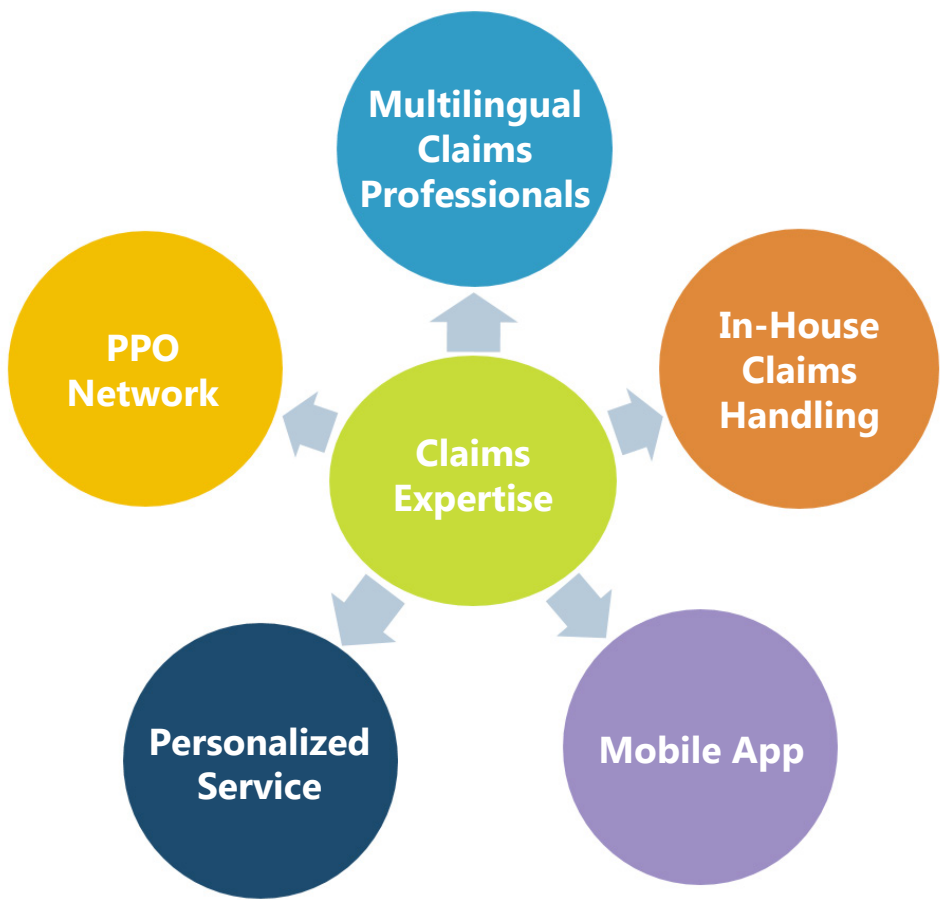 Multilingual
Claims
Professionals
PPO
Network
In-House
Claims
Handling
Claims
Expertise
Personalized
Service
Mobile App